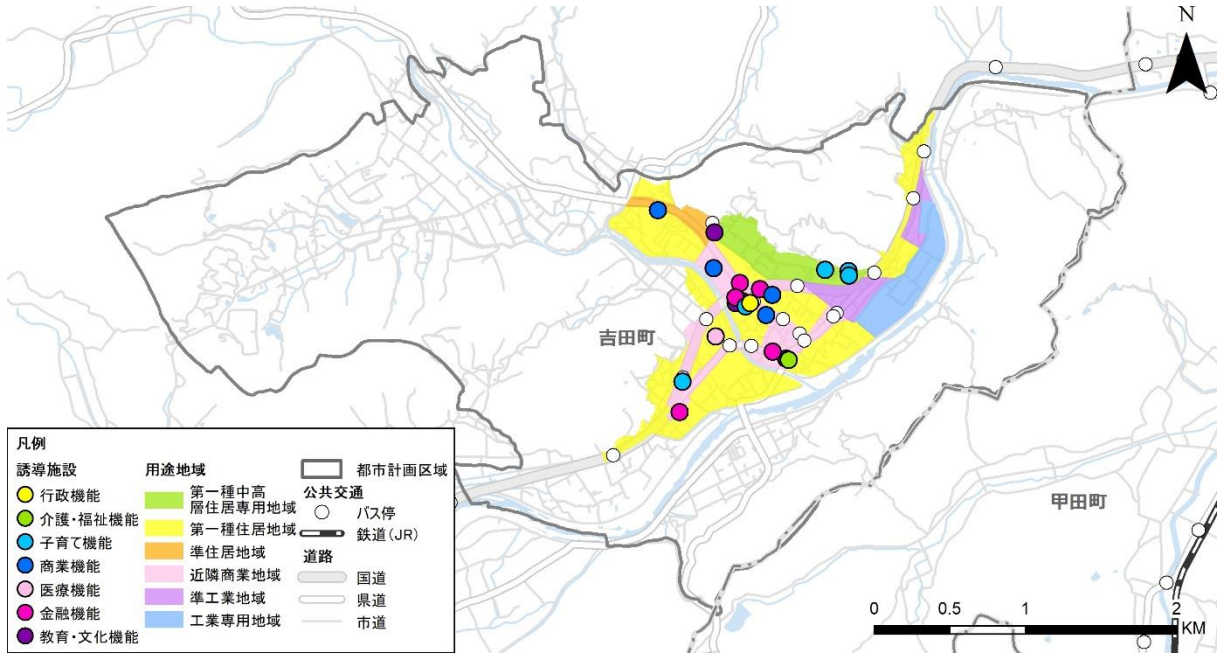 N
吉田町
甲田町
凡例
誘導施設
行政機能
介護・福祉機能
子育て機能
商業機能
医療機能
金融機能
教育・文化機能
用途地域
第一種中高
層住居専用地域
第一種住居地域
準住居地域
近隣商業地域
準工業地域
工業専用地域
都市計画区域
公共交通
バス停
鉄道(JR)
道路
国道
県道
市道
0 0.5 1 2
KM